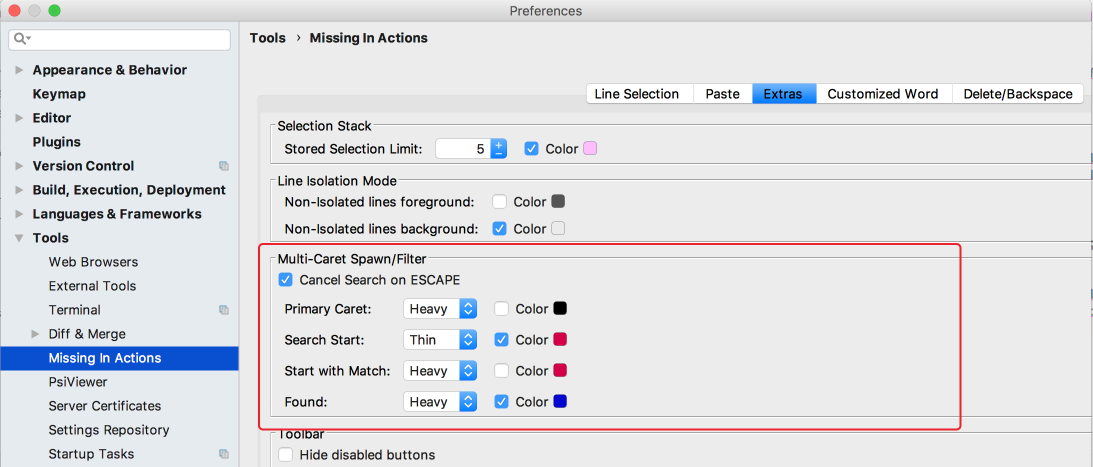 Preferences
Tools › Missing In Actions
Appearance & Behavior
Keymap
Editor
Plugins
Version Control
Build, Execution, Deployment
Languages & Frameworks
Tools
Web Browsers
External Tools
Terminal
Diff & Merge
Missing In Actions
PsiViewer
Server Certificates
Settings Repository
Startup Tasks
Line Selection Paste Extras Customized Word Delete/Backspace
Selection Stack
Stored Selection Limit: 5 Color
Line Isolation Mode
Non-Isolated lines foreground: Color
Non-Isolated lines background: Color
Multi-Caret Spawn/Filter
Cancel Search on ESCAPE
Primary Caret: Heavy Color
Search Start: Thin Color
Start with Match: Heavy Color
Found: Heavy Color
Toolbar
Hide disabled buttons